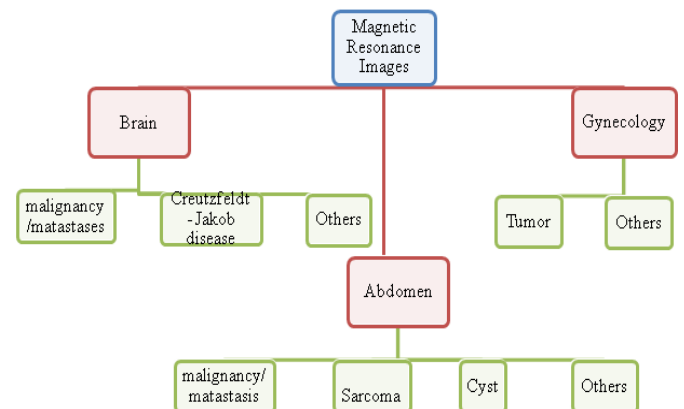 Magnetic
Resonance
Images
Brain
Gynecology
malignancy
/matastases
Creutzfeldt
-Jakob
disease
Others
Tumor
Others
Abdomen
malignancy/
matastasis
Sarcoma
Cyst
Others